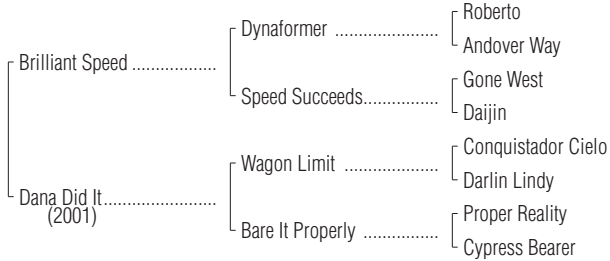 Roberto
Dynaformer ..................
Andover Way
Brilliant Speed ...............
Gone West
Speed Succeeds................
Daijin
Conquistador Cielo
Wagon Limit ...................
Darlin Lindy
Dana Did It....................
(2001)
Proper Reality
Bare It Properly ................
Cypress Bearer